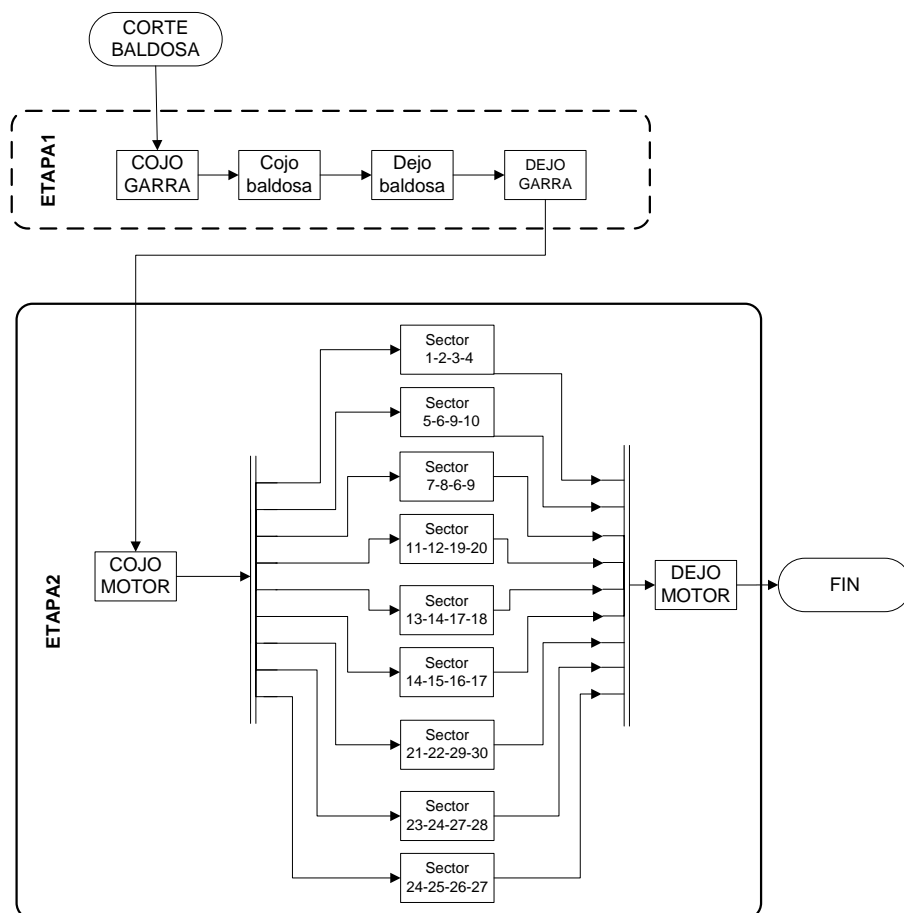 CORTE
BALDOSA
ETAPA1
COJO
GARRA
Cojo
baldosa
Dejo
baldosa
DEJO
GARRA
ETAPA2
COJO
MOTOR
Sector
1-2-3-4
Sector
5-6-9-10
Sector
7-8-6-9
Sector
11-12-19-20
Sector
13-14-17-18
Sector
14-15-16-17
Sector
21-22-29-30
Sector
23-24-27-28
Sector
24-25-26-27
DEJO
MOTOR
FIN